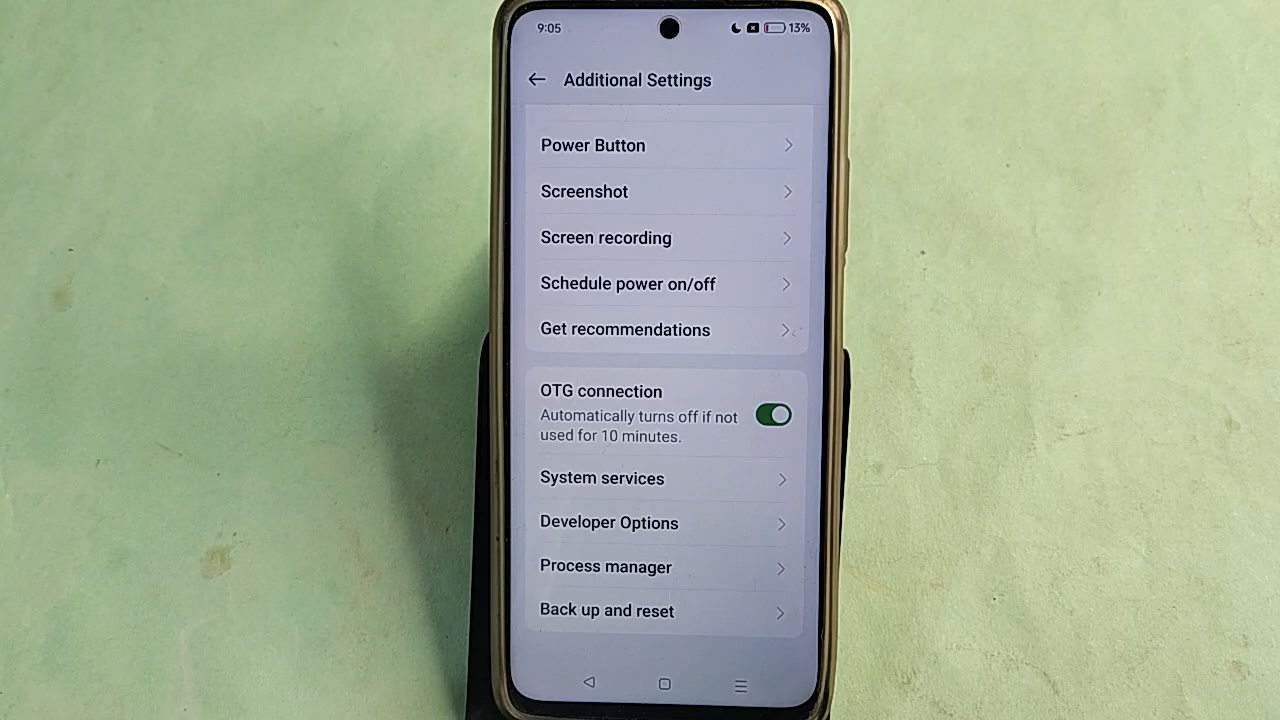 9:05
13%
Additional Settings
Power Button
Screenshot
Screen recording
Schedule power on/off
Get recommendations
OTG connection
Automatically turns off if not
used for 10 minutes.
System services
Developer Options
Process manager
Back up and reset